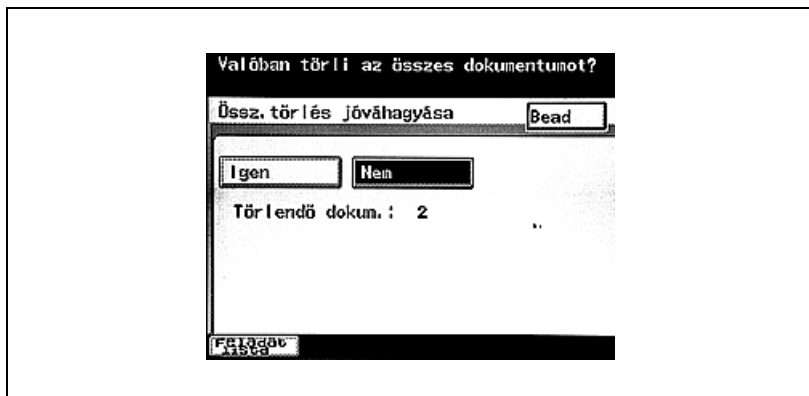 Valóban törli az összes dokumentumot?
Össz.törlés jóváhagyása
Bead
Igen
Nem
Törlendő dokum.: 2
Feladat
lista